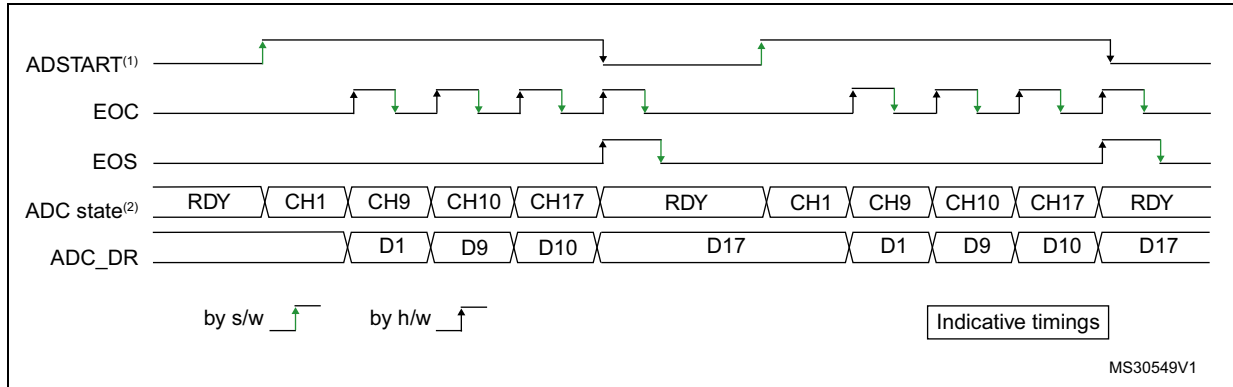 ADSTART(1)
EOC
EOS
ADC state(2) RDY CH1 CH9 CH10 CH17 RDY CH1 CH9 CH10 CH17 RDY
ADC_DR D1 D9 D10 D17 D1 D9 D10 D17
by s/w by h/w Indicative timings
MS30549V1